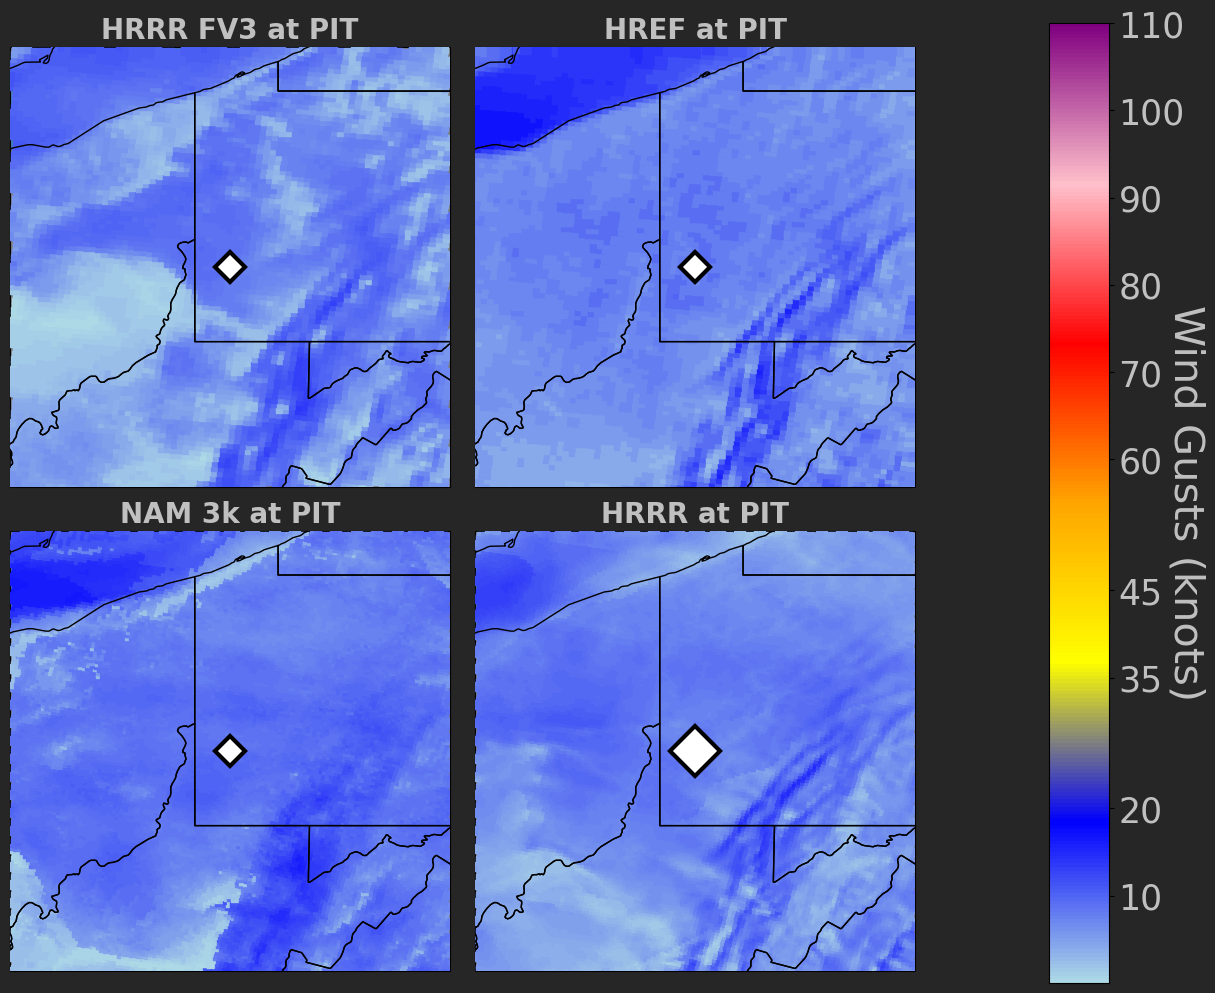 HRRR FV3 at PIT
HREF at PIT
NAM 3k at PIT
HRRR at PIT
110
100
90
80
70
60
45
35
20
10
Wind Gusts (knots)